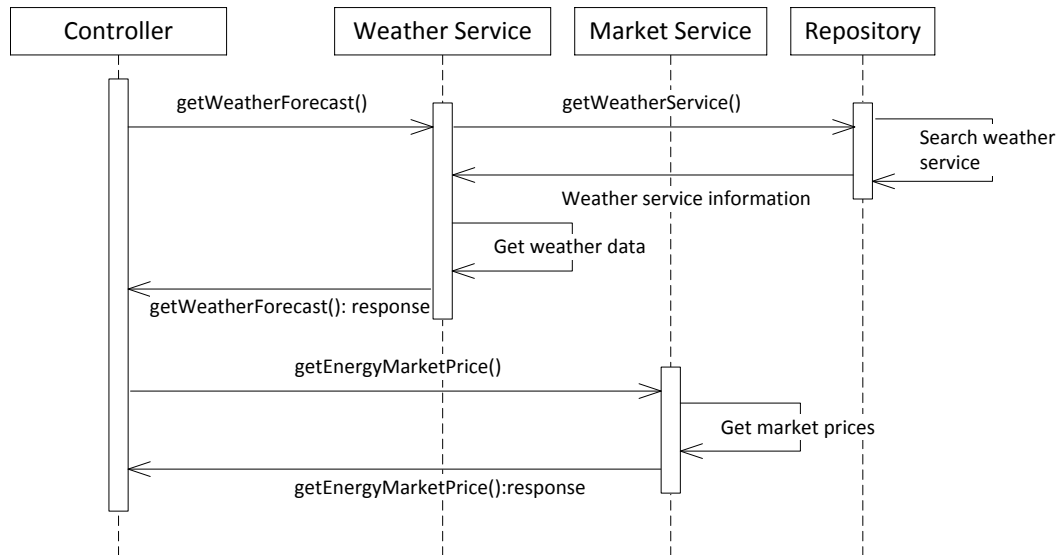 Controller
Weather Service
Market Service
Repository
getWeatherForecast()
getWeatherService()
Search weather
service
Weather service information
Get weather data
getWeatherForecast(): response
getEnergyMarketPrice()
Get market prices
getEnergyMarketPrice():response